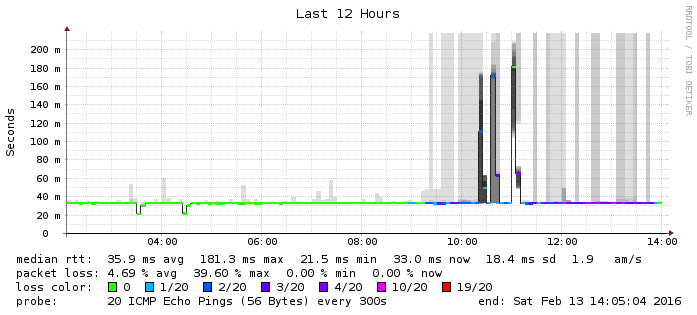 Last 12 Hours
RRDTOOL / TOBI OETIKER
Seconds
200 m
180 m
160 m
140 m
120 m
100 m
80 m
60 m
40 m
20 m
0
04:00 06:00 08:00 10:00 12:00 14:00
median rtt: 35.9 ms avg 181.3 ms max 21.5 ms min 33.0 ms now 18.4 ms sd 1.9 am/s
packet loss: 4.69 % avg 39.60 % max 0.00 % min 0.00 % now
loss color: 0 1/20 2/20 3/20 4/20 10/20 19/20
probe: 20 ICMP Echo Pings (56 Bytes) every 300s end: Sat Feb 13 14:05:04 2016